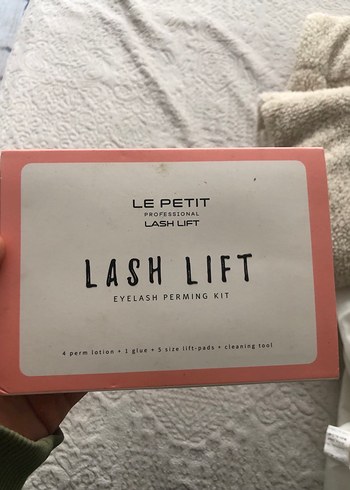 LE PETIT
PROFESSIONAL
LASH LIFT
LASH LIFT
EYELASH PERMING KIT
4 perm lotion + 1 glue + 5 size lift-pads + cleaning tool